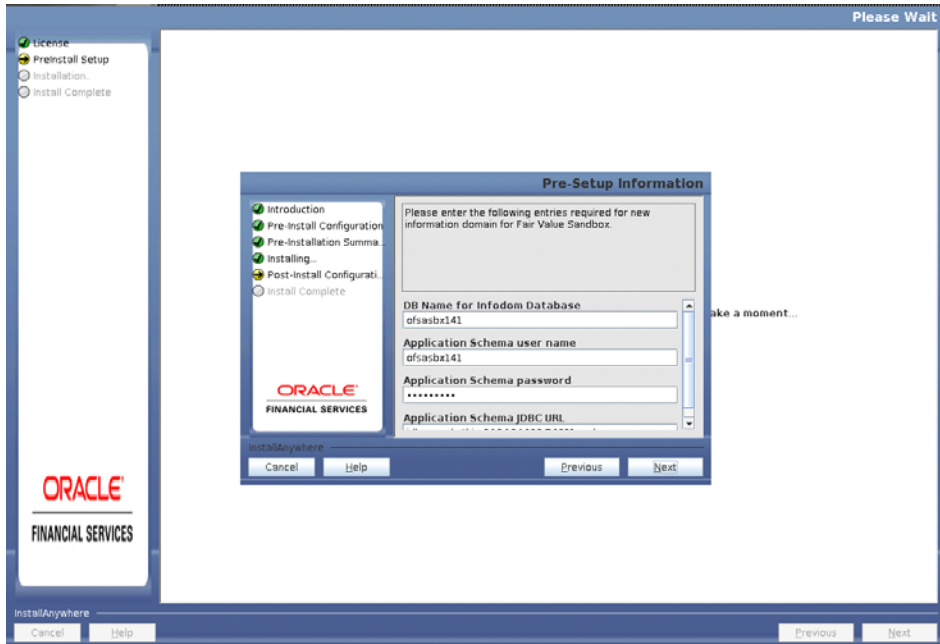 Please Wait
License
PreInstall Setup
Installation..
Install Complete
Pre-Setup Information
Introduction
Pre-Install Configuration
Pre-Installation Summa..
Installing...
Post-Install Configurati..
Install Complete
Please enter the following entries required for new
information domain for Fair Value Sandbox.
DB Name for Infodom Database
ofsasbx141
Application Schema user name
ofsasbx141
Application Schema password
•••••••••
Application Schema JDBC URL
ake a moment...
ORACLE
FINANCIAL SERVICES
InstallAnywhere
Cancel
Help
Previous
Next
ORACLE
FINANCIAL SERVICES
InstallAnywhere
Cancel
Help
Previous
Next